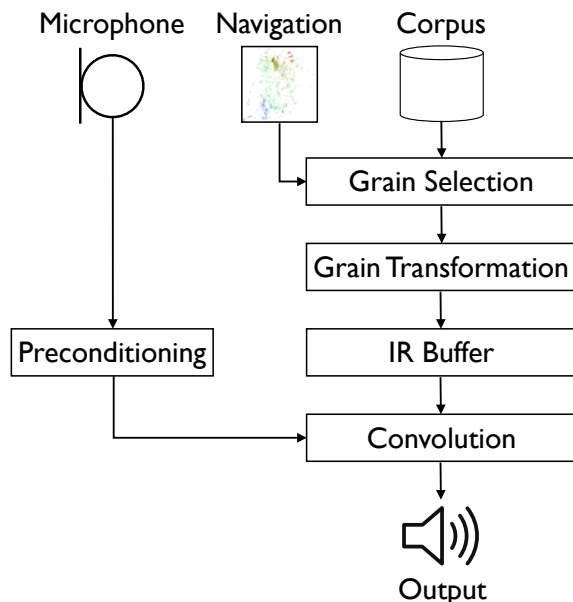 Microphone
Navigation
Corpus
Grain Selection
Grain Transformation
Preconditioning
IR Buffer
Convolution
Output